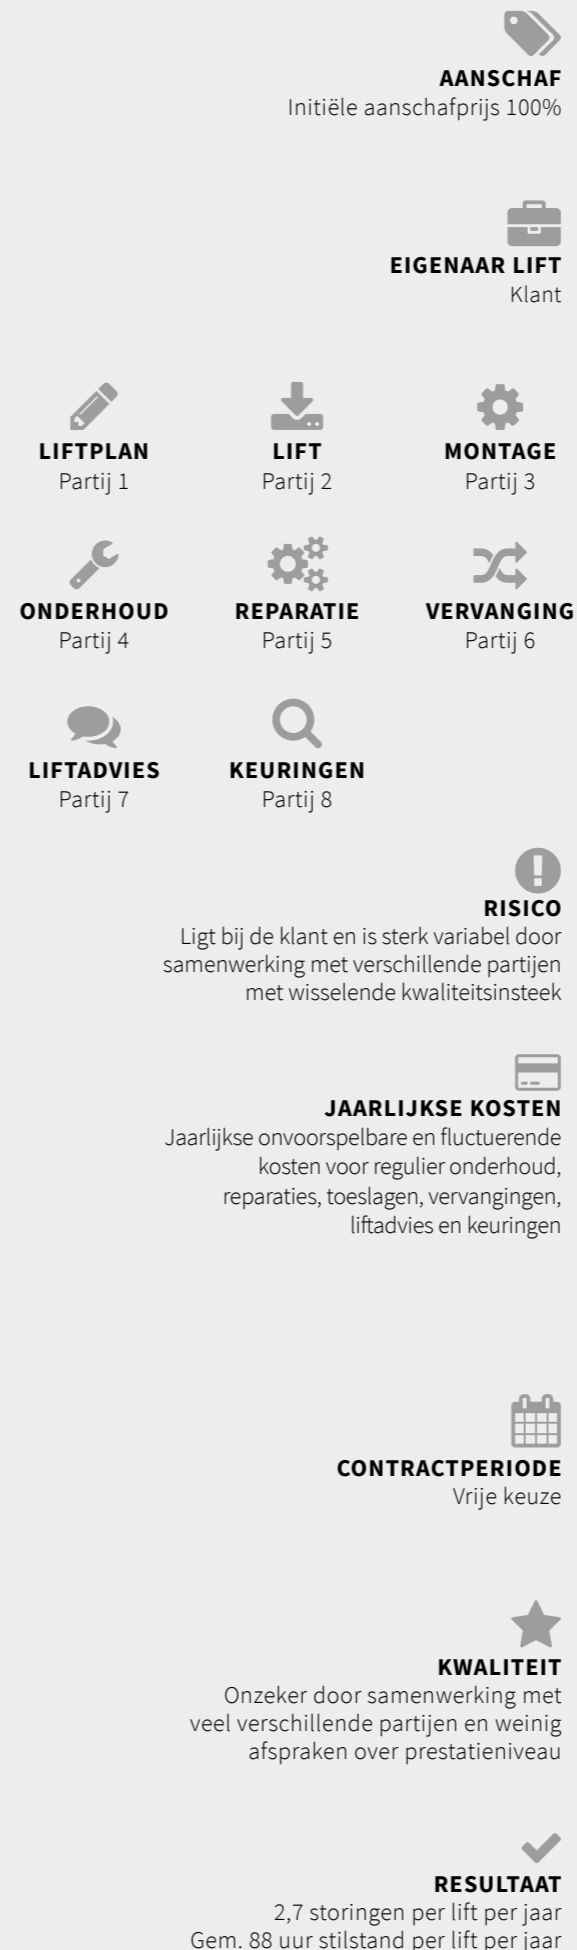 AANSCHAF
Initiële aanschafprijs 100%
EIGENAAR LIFT
Klant
LIFTPLAN
Partij 1
LIFT
Partij 2
MONTAGE
Partij 3
ONDERHOUD
Partij 4
REPARATIE
Partij 5
VERVANGING
Partij 6
LIFTADVIES
Partij 7
KEURINGEN
Partij 8
RISICO
Ligt bij de klant en is sterk variabel door
samenwerking met verschillende partijen
met wisselende kwaliteitsinsteek
JAARLIJKSE KOSTEN
Jaarlijkse onvoorspelbare en fluctuerende
kosten voor regulier onderhoud,
reparaties, toeslagen, vervangingen,
liftadvies en keuringen
CONTRACTPERIODE
Vrije keuze
KWALITEIT
Onzeker door samenwerking met
veel verschillende partijen en weinig
afspraken over prestatieniveau
RESULTAAT
2,7 storingen per lift per jaar
Gem. 88 uur stilstand per lift per jaar